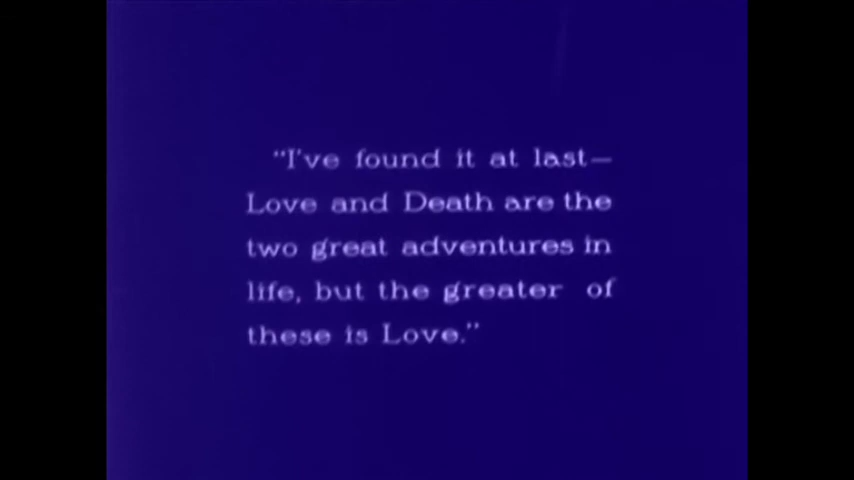 "I've found it at last—
Love and Death are the
two great adventures in
life, but the greater of
these is Love."